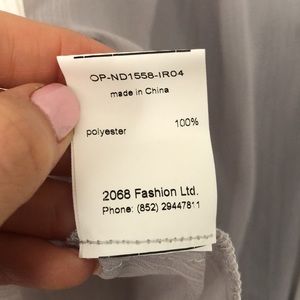 OP-ND1558-IR04
made in China
polyester 100%
2068 Fashion Ltd.
Phone: (852) 29447811